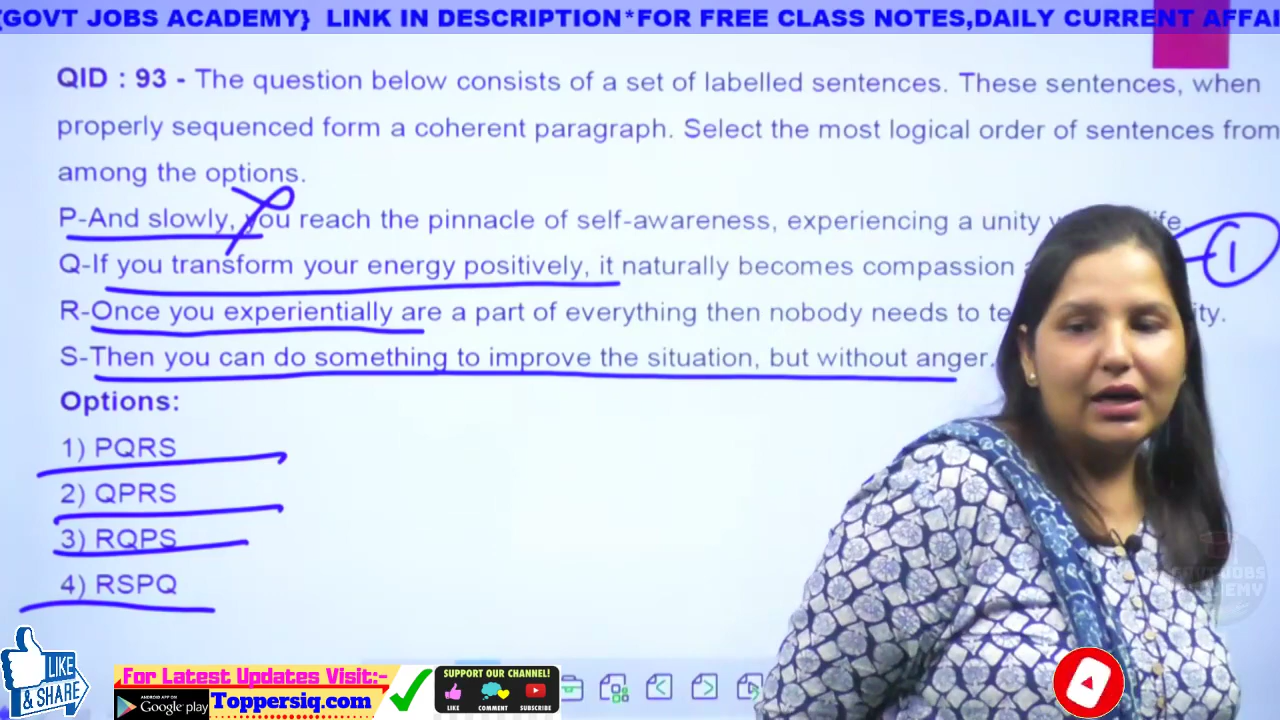 {GOVT JOBS ACADEMY} LINK IN DESCRIPTION*FOR FREE CLASS NOTES,DAILY CURRENT AFFAI
QID : 93 - The question below consists of a set of labelled sentences. These sentences, when
properly sequenced form a coherent paragraph. Select the most logical order of sentences from
among the options.
P-And slowly, you reach the pinnacle of self-awareness, experiencing a unity
Q-If you transform your energy positively, it naturally becomes compassion
1
R-Once you experientially are a part of everything then nobody needs to
S-Then you can do something to improve the situation, but without anger.
Options:
1) PQRS
2) QPRS
3) RQPS
4) RSPQ
LIKE
& SHARE
For Latest Updates Visit:-
ANDROID APP ON
Google play
Toppersiq.com
SUPPORT OUR CHANNEL!
LIKE COMMENT SUBSCRIBE